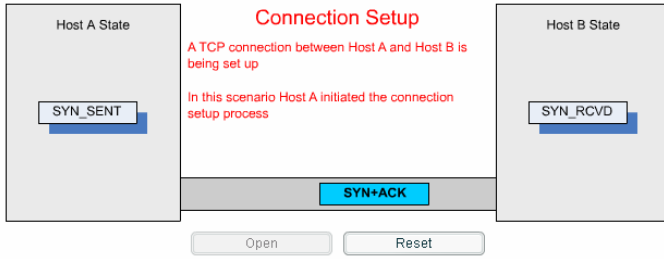 Host A State
Connection Setup
Host B State
A TCP connection between Host A and Host B is
being set up
In this scenario Host A initiated the connection
setup process
SYN_SENT
SYN_RCVD
SYN+ACK
Open
Reset